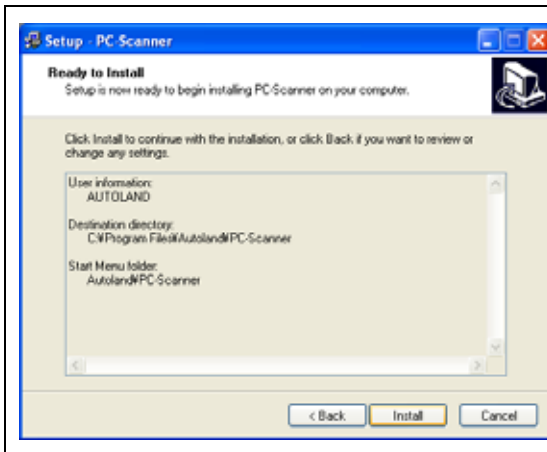 Setup - PC-Scanner
Ready to Install
Setup is now ready to begin installing PC-Scanner on your computer.
Click Install to continue with the installation, or click Back if you want to review or
change any settings.
User information:
AUTOLAND
Destination directory:
C:¥Program Files¥Autoland¥PC-Scanner
Start Menu folder:
Autoland¥PC-Scanner
< Back
Install
Cancel